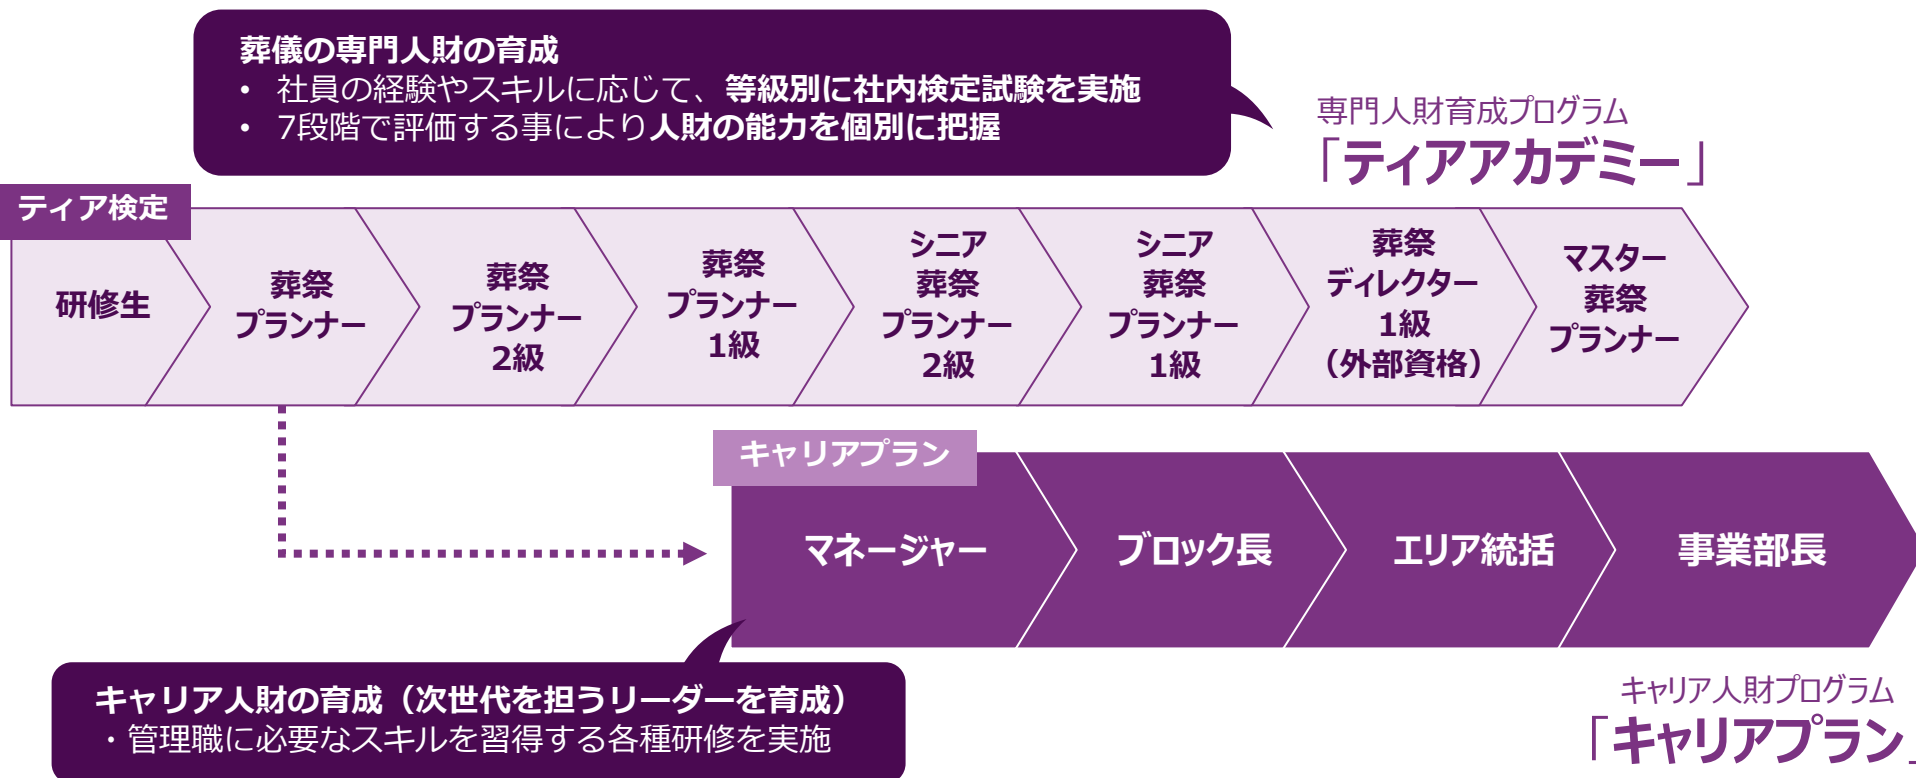 葬儀の専門人財の育成
• 社員の経験やスキルに応じて、等級別に社内検定試験を実施
• 7段階で評価する事により人財の能力を個別に把握
専門人財育成プログラム
「ティアアカデミー」
ティア検定
研修生
葬祭
プランナー
葬祭
プランナー
2級
葬祭
プランナー
1級
シニア
葬祭
プランナー
2級
シニア
葬祭
プランナー
1級
葬祭
ディレクター
1級
（外部資格）
マスター
葬祭
プランナー
キャリアプラン
マネージャー
ブロック長
エリア統括
事業部長
キャリア人財の育成（次世代を担うリーダーを育成）
・管理職に必要なスキルを習得する各種研修を実施
キャリア人財プログラム
「キャリアプラン」